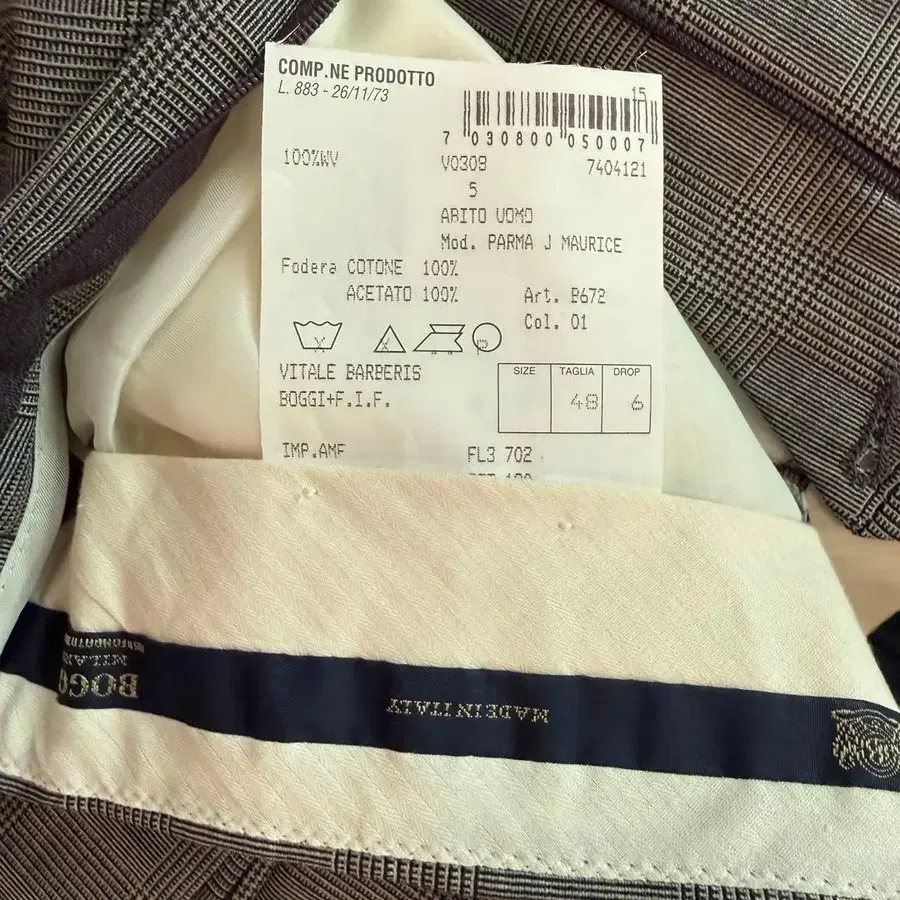 COMP.NE PRODOTTO
L. 883 - 26/11/73
15
7 030800 050007
100%WV V0308 7404121
5
ABITO UOMO
Mod. PARMA J MAURICE
Fodera COTONE 100%
ACETATO 100% Art. B672
Col. 01
VITALE BARBERIS
BOGGI+F.I.F.
SIZE TAGLIA DROP
48 6
IMP.AMF FL3 702
BOGG
MILANO
MADE IN ITALY